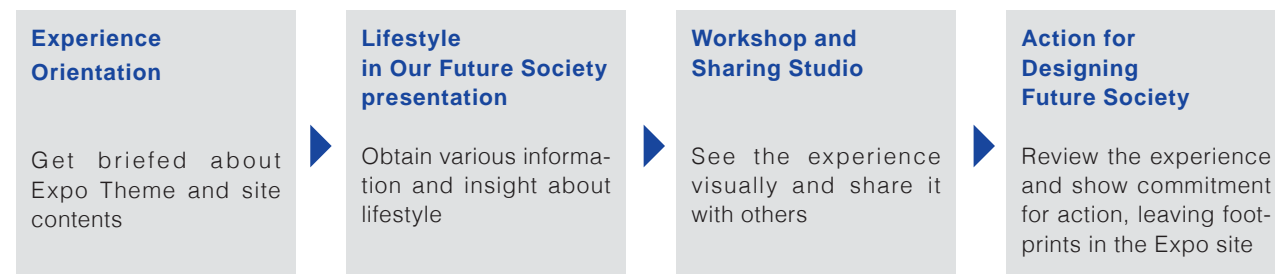 Experience
Orientation
Get briefed about
Expo Theme and site
contents
Lifestyle
in Our Future Society
presentation
Obtain various informa-
tion and insight about
lifestyle
Workshop and
Sharing Studio
See the experience
visually and share it
with others
Action for
Designing
Future Society
Review the experience
and show commitment
for action, leaving foot-
prints in the Expo site